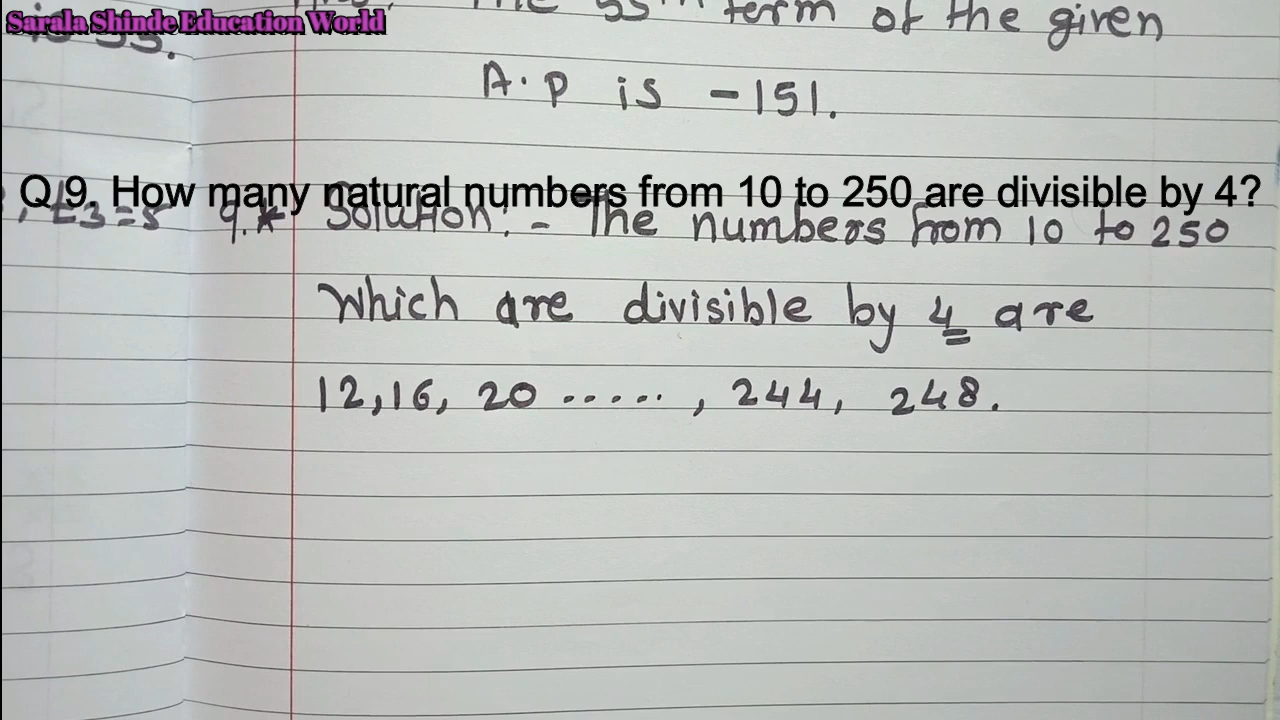 Sarala Shinde Education World
term of the given
A.P is -151.
Q.9. How many natural numbers from 10 to 250 are divisible by 4?
9.* Solution:- The numbers from 10 to 250
Which are divisible by 4 are
12,16, 20 ....., 244, 248.